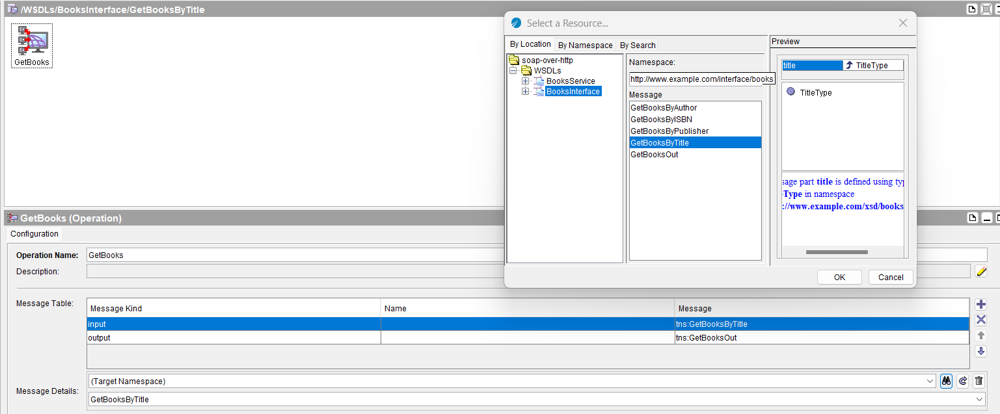 /WSDLs/BooksInterface/GetBooksByTitle
GetBooks
Select a Resource...
By Location
By Namespace
By Search
soap-over-http
WSDLs
BooksService
BooksInterface
Namespace:
http://www.example.com/interface/books
Message
GetBooksByAuthor
GetBooksByISBN
GetBooksByPublisher
GetBooksByTitle
GetBooksOut
Preview
title
TitleType
TitleType
sage part title is defined using typ
Type in namespace
://www.example.com/xsd/books
OK
Cancel
GetBooks (Operation)
Configuration
Operation Name:
GetBooks
Description:
Message Table:
Message Kind
Name
Message
input
tns:GetBooksByTitle
output
tns:GetBooksOut
Message Details:
(Target Namespace)
GetBooksByTitle